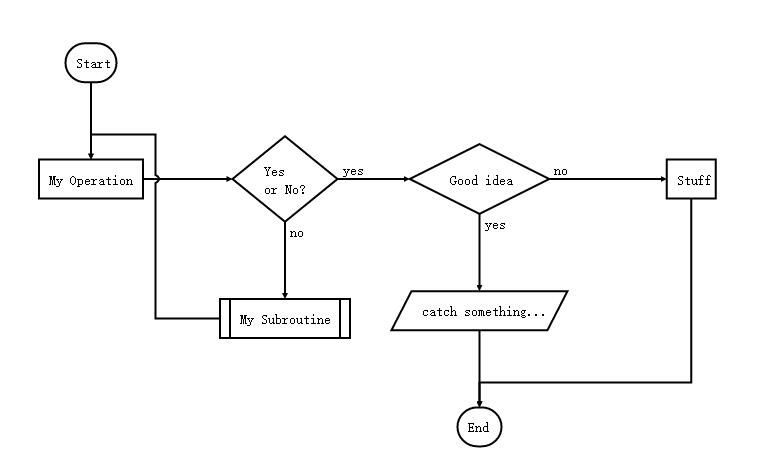 Start
My Operation
Yes
or No?
yes
no
My Subroutine
Good idea
no
yes
Stuff
catch something...
End